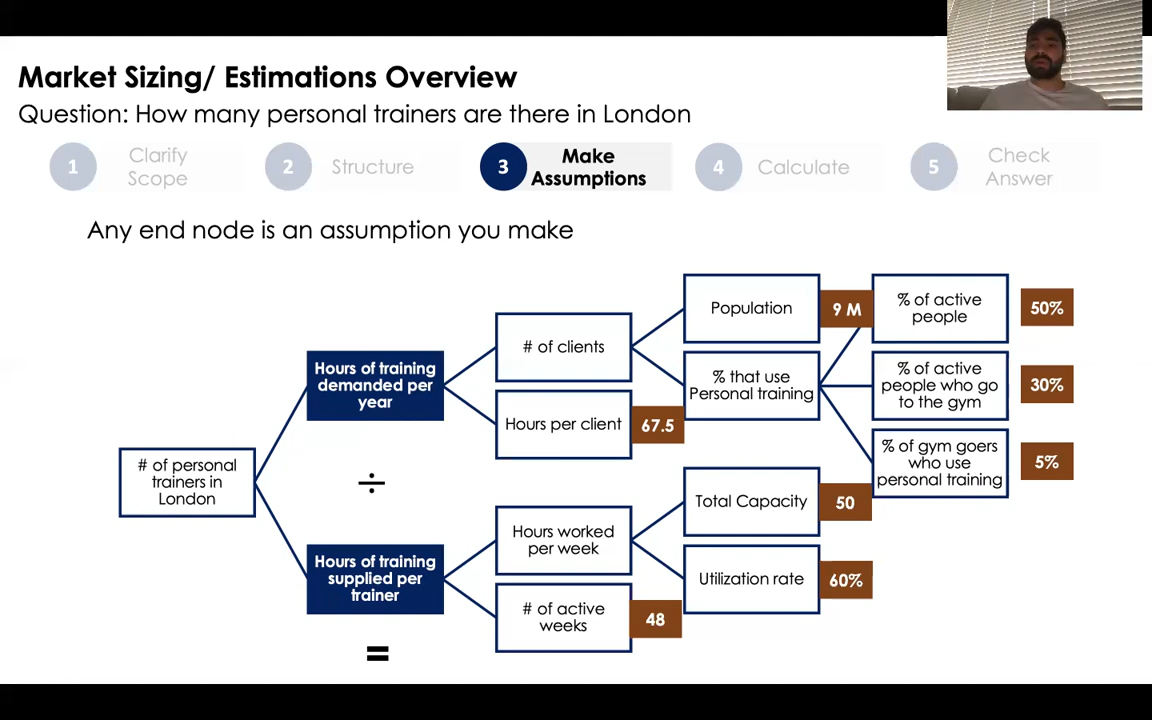 Market Sizing/ Estimations Overview
Question: How many personal trainers are there in London
1
Clarify
Scope
2
Structure
3
Make
Assumptions
4
Calculate
5
Check
Answer
Any end node is an assumption you make
# of personal
trainers in
London
Hours of training
demanded per
year
÷
Hours of training
supplied per
trainer
=
# of clients
Hours per client
67.5
Hours worked
per week
# of active
weeks
48
Population
9 M
% that use
Personal training
Total Capacity
50
Utilization rate
60%
% of active
people
50%
% of active
people who go
to the gym
30%
% of gym goers
who use
personal training
5%